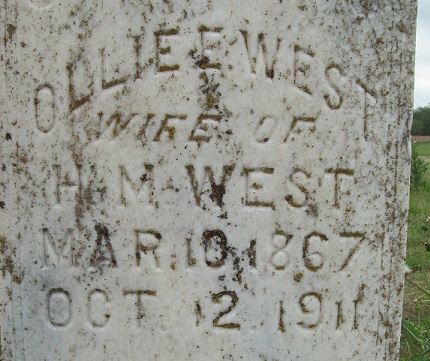 OLLIE E. WEST
WIFE OF
H. M. WEST
MAR. 10, 1867
OCT. 12, 1911